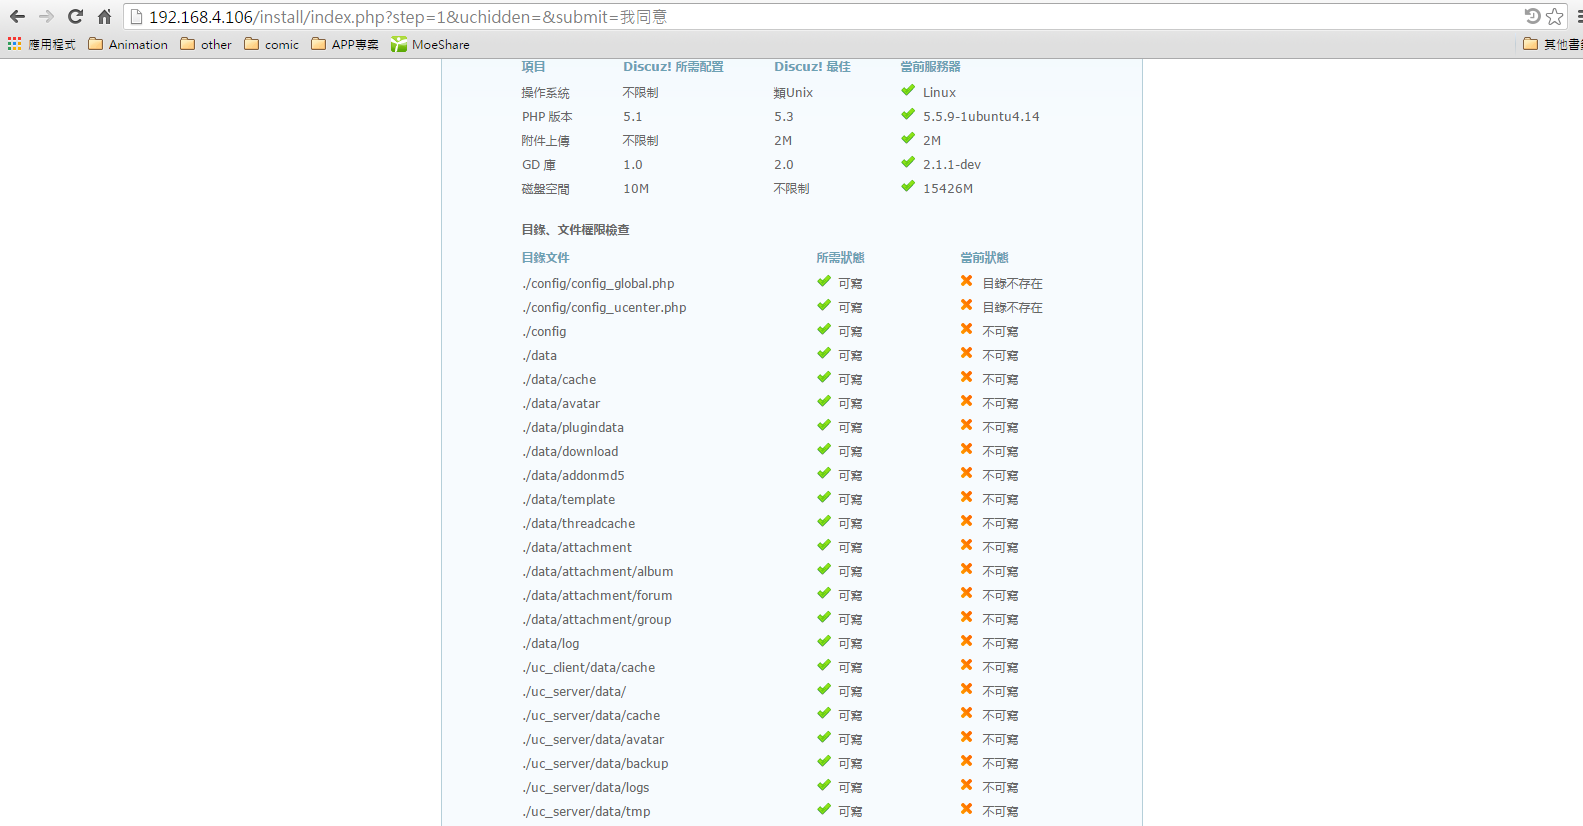 192.168.4.106/install/index.php?step=1&uchidden=&submit=我同意
應用程式 Animation other comic APP專案 MoeShare 其他書
項目 Discuz! 所需配置 Discuz! 最佳 當前服務器
操作系統 不限制 類Unix Linux
PHP 版本 5.1 5.3 5.5.9-1ubuntu4.14
附件上傳 不限制 2M 2M
GD 庫 1.0 2.0 2.1.1-dev
磁盤空間 10M 不限制 15426M
目錄、文件權限檢查
目錄文件 所需狀態 當前狀態
./config/config_global.php 可寫 目錄不存在
./config/config_ucenter.php 可寫 目錄不存在
./config 可寫 不可寫
./data 可寫 不可寫
./data/cache 可寫 不可寫
./data/avatar 可寫 不可寫
./data/plugindata 可寫 不可寫
./data/download 可寫 不可寫
./data/addonmd5 可寫 不可寫
./data/template 可寫 不可寫
./data/threadcache 可寫 不可寫
./data/attachment 可寫 不可寫
./data/attachment/album 可寫 不可寫
./data/attachment/forum 可寫 不可寫
./data/attachment/group 可寫 不可寫
./data/log 可寫 不可寫
./uc_client/data/cache 可寫 不可寫
./uc_server/data/ 可寫 不可寫
./uc_server/data/cache 可寫 不可寫
./uc_server/data/avatar 可寫 不可寫
./uc_server/data/backup 可寫 不可寫
./uc_server/data/logs 可寫 不可寫
./uc_server/data/tmp 可寫 不可寫